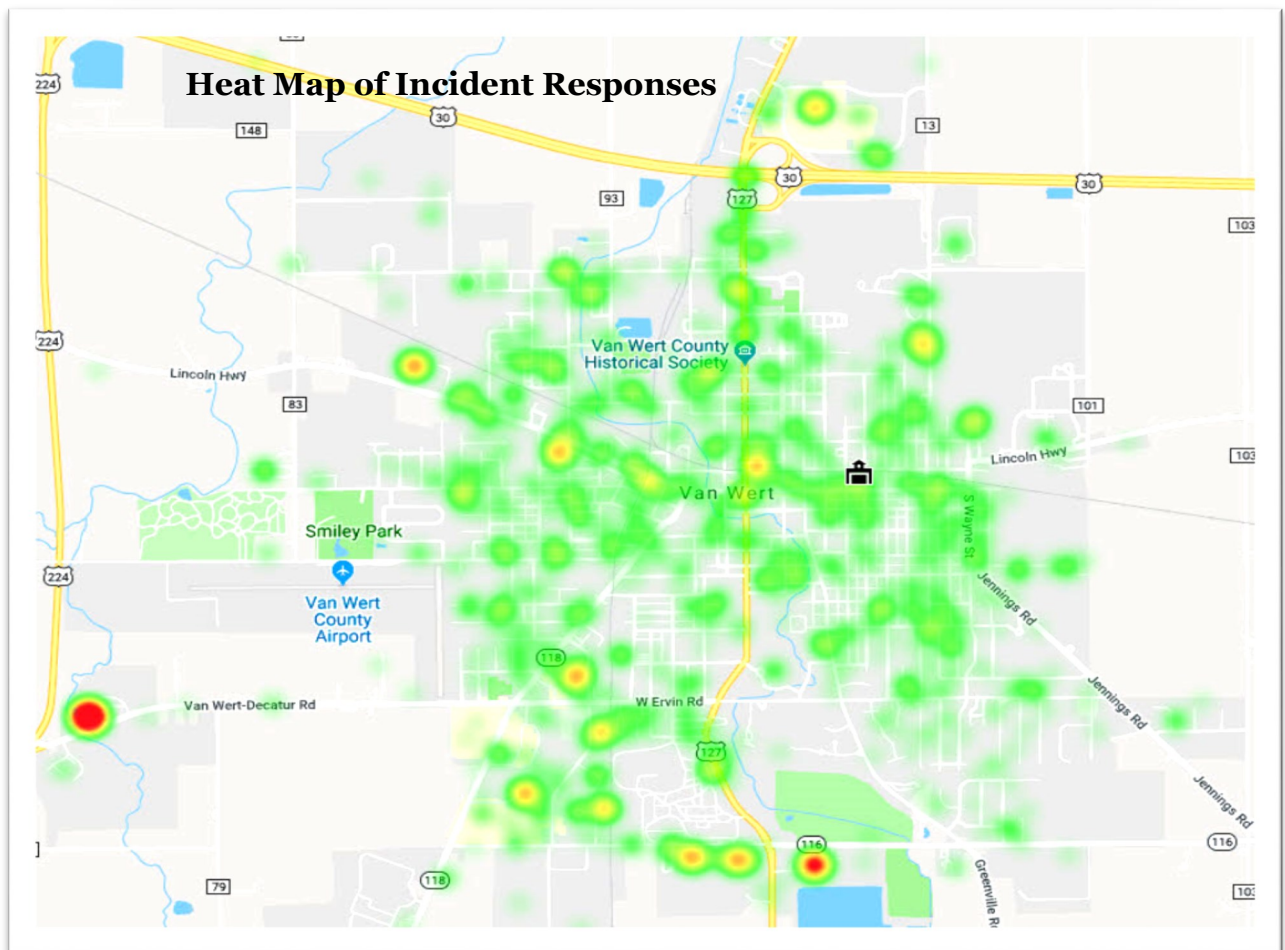 Heat Map of Incident Responses
224
30
148
13
30
30
93
127
103
224
Van Wert County
Historical Society
Lincoln Hwy
83
101
Lincoln Hwy
103
Van Wert
S Wayne St
Smiley Park
224
Van Wert
County
Airport
Jennings Rd
118
Van Wert-Decatur Rd
W Ervin Rd
Jennings Rd
127
Jennings Rd
116
116
118
79
Greenville R
103